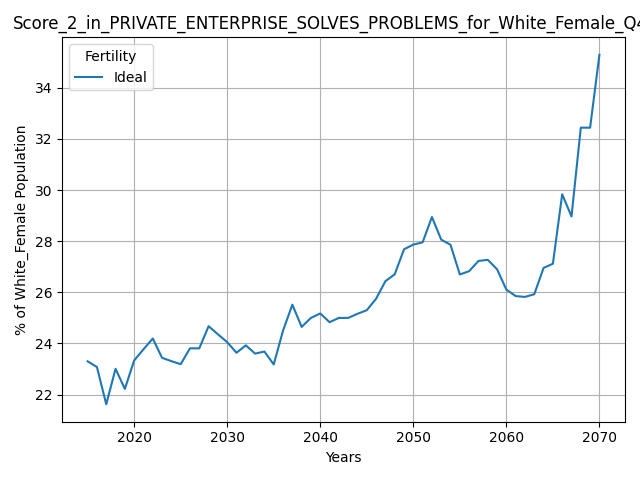 Score_2_in_PRIVATE_ENTERPRISE_SOLVES_PROBLEMS_for_White_Female_Q4
Fertility
Ideal
% of White_Female Population
34
32
30
28
26
24
22
2020 2030 2040 2050 2060 2070
Years